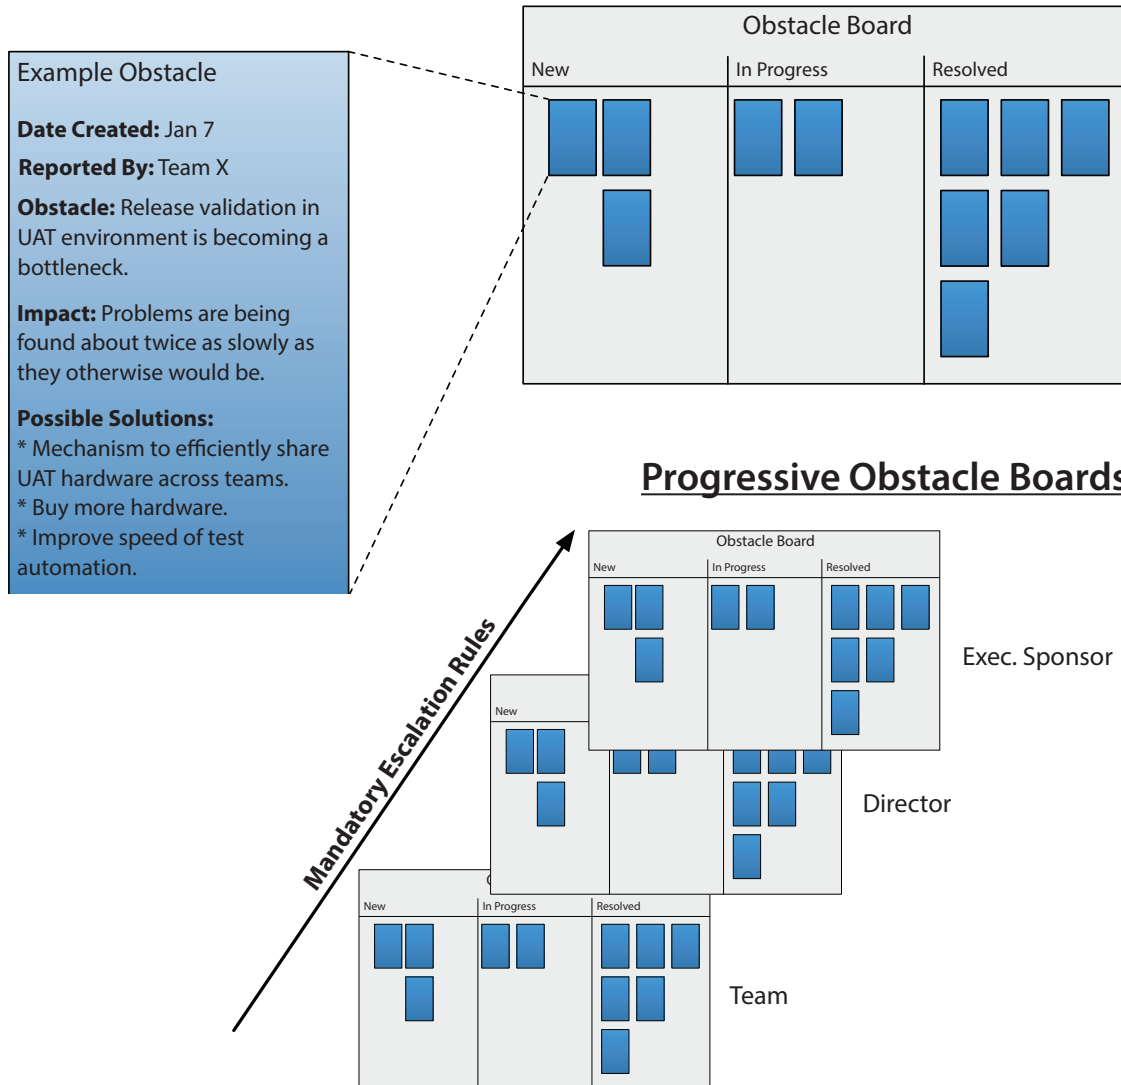 Obstacle Board
New
In Progress
Resolved
Example Obstacle
Date Created: Jan 7
Reported By: Team X
Obstacle: Release validation in
UAT environment is becoming a
bottleneck.
Impact: Problems are being
found about twice as slowly as
they otherwise would be.
Possible Solutions:
* Mechanism to efficiently share
UAT hardware across teams.
* Buy more hardware.
* Improve speed of test
automation.
Progressive Obstacle Boards
Mandatory Escalation Rules
Obstacle Board
New
In Progress
Resolved
Exec. Sponsor
New
Director
New
In Progress
Resolved
Team